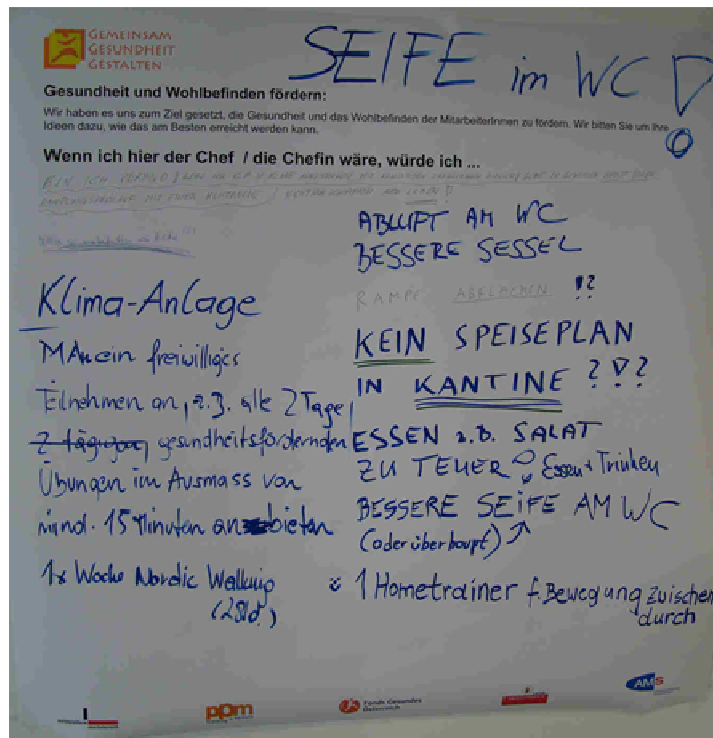 GEMEINSAM
GESUNDHEIT
GESTALTEN
SEIFE im WC !
Gesundheit und Wohlbefinden fördern:
Wir haben es uns zum Ziel gesetzt, die Gesundheit und das Wohlbefinden der MitarbeiterInnen zu fördern. Wir bitten Sie um Ihre
Ideen dazu, wie das am Besten erreicht werden kann.
Wenn ich hier der Chef / die Chefin wäre, würde ich ...
ABLUFT AM WC
BESSERE SESSEL
RAMPE ABFLACHEN !?
KEIN SPEISEPLAN
IN KANTINE ? ! ?
ESSEN z.B. SALAT
ZU TEUER ! Essen + Trinken
BESSERE SEIFE AM WC
(oder überhaupt)
1 Hometrainer f. Bewegung zwischen
durch
Klima-Anlage
MA ein freiwilliges
Teilnehmen an, z.B. alle 2 Tage,
2 tägigen gesundheitsfördernden
Übungen im Ausmass von
mind. 15 Minuten anbieten
1x Woche Nordic Walking
(2Std.)
ppm
Fonds Gesundes
Österreich
AMS